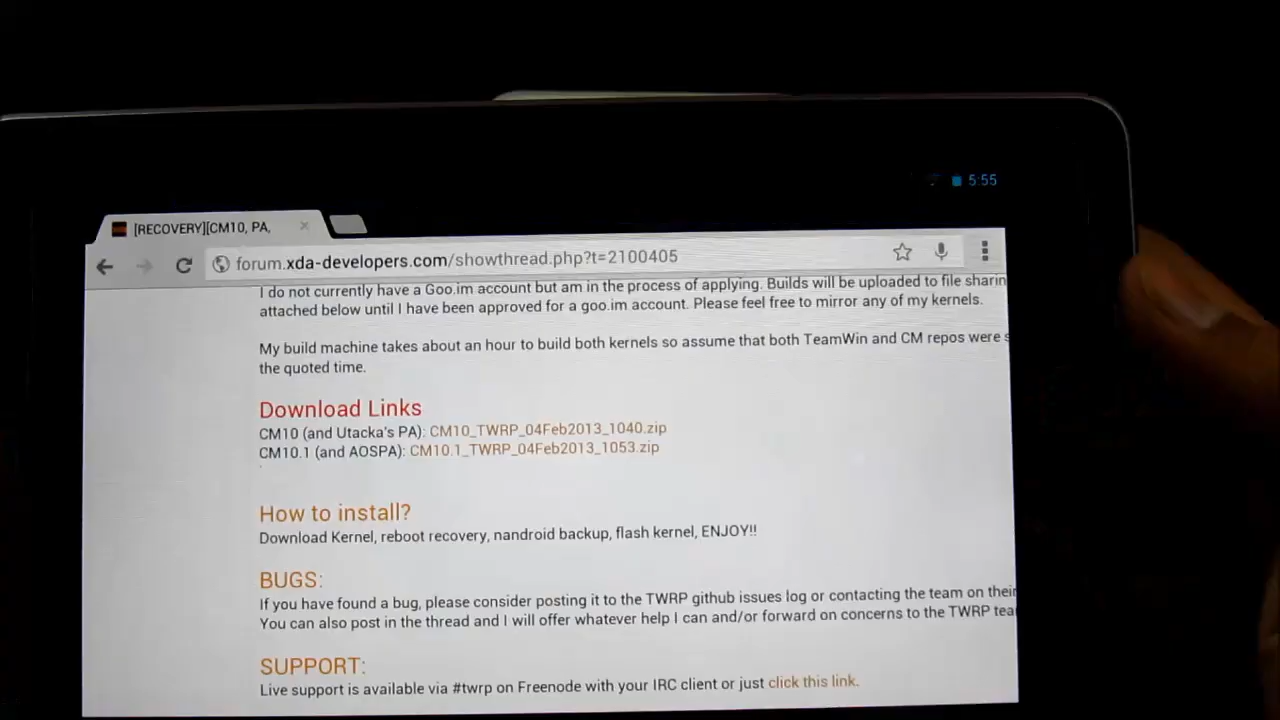 5:55
[RECOVERY][CM10, PA,
forum.xda-developers.com/showthread.php?t=2100405
I do not currently have a Goo.im account but am in the process of applying. Builds will be uploaded to file sharin
attached below until I have been approved for a goo.im account. Please feel free to mirror any of my kernels.
My build machine takes about an hour to build both kernels so assume that both TeamWin and CM repos were s
the quoted time.
Download Links
CM10 (and Utacka's PA): CM10_TWRP_04Feb2013_1040.zip
CM10.1 (and AOSPA): CM10.1_TWRP_04Feb2013_1053.zip
How to install?
Download Kernel, reboot recovery, nandroid backup, flash kernel, ENJOY!!
BUGS:
If you have found a bug, please consider posting it to the TWRP github issues log or contacting the team on their
You can also post in the thread and I will offer whatever help I can and/or forward on concerns to the TWRP tea
SUPPORT:
Live support is available via #twrp on Freenode with your IRC client or just click this link.